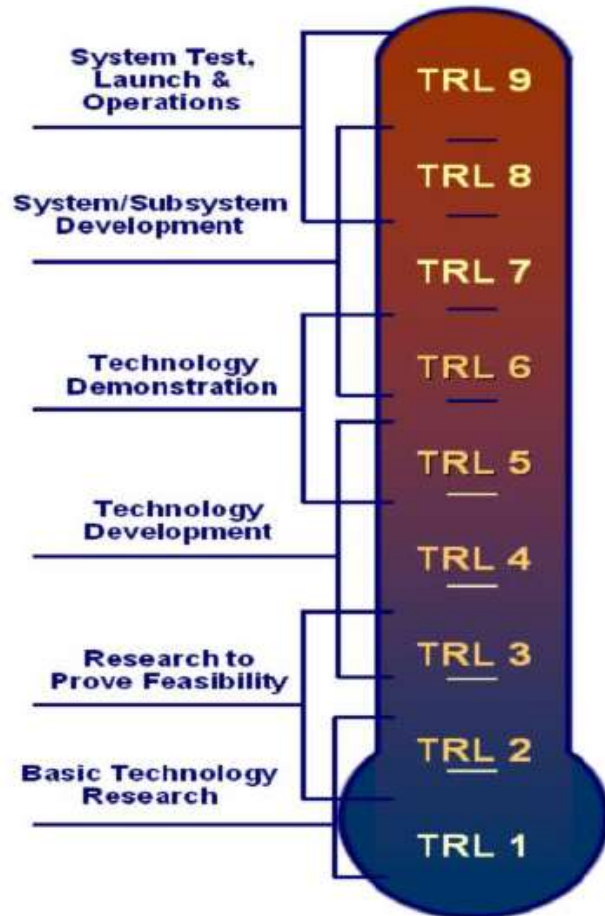 System Test,
Launch &
Operations
System/Subsystem
Development
Technology
Demonstration
Technology
Development
Research to
Prove Feasibility
Basic Technology
Research
TRL 9
TRL 8
TRL 7
TRL 6
TRL 5
TRL 4
TRL 3
TRL 2
TRL 1